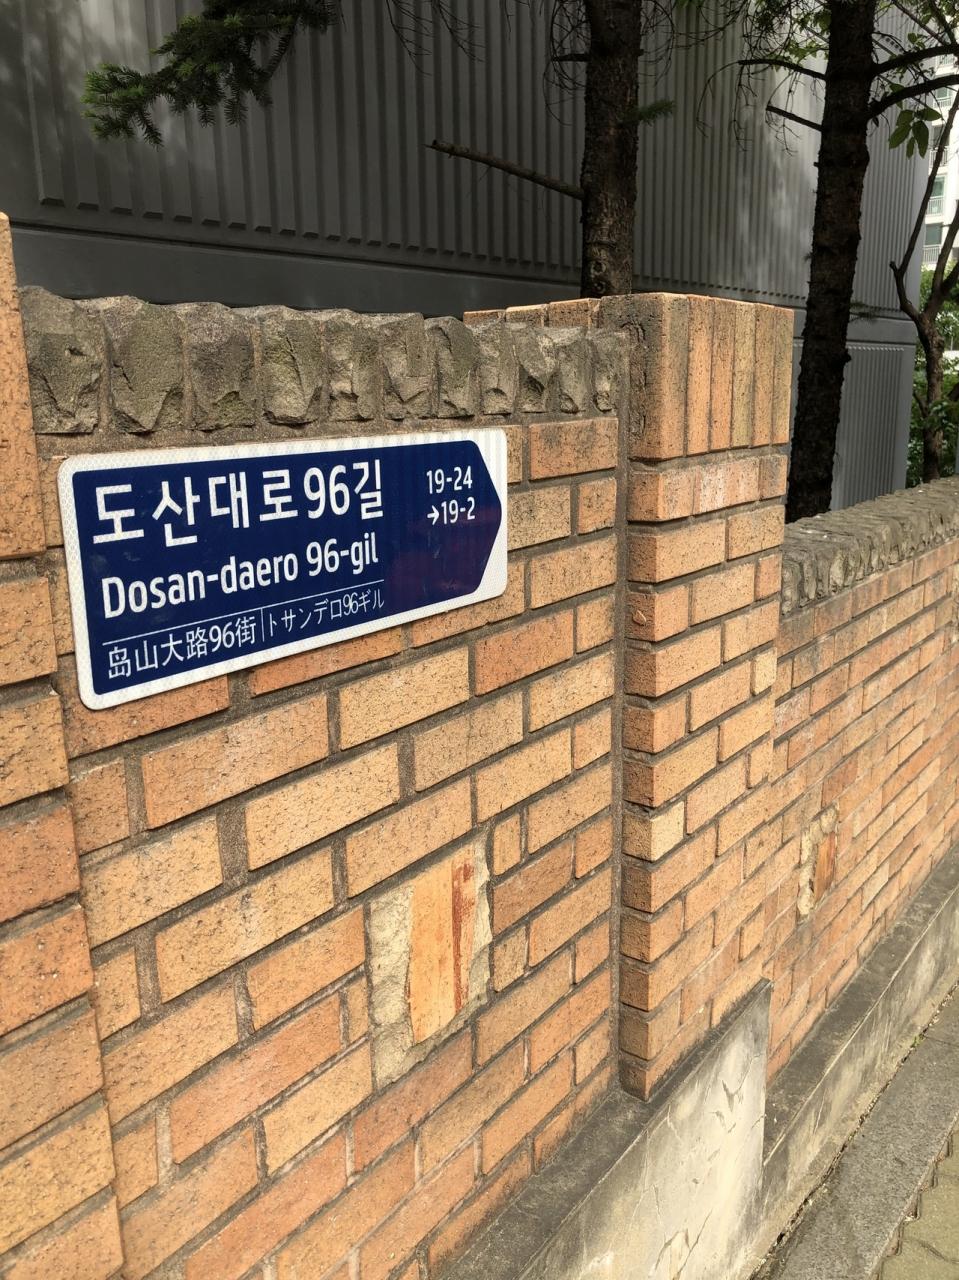 도산대로96길
19-24
→19-2
Dosan-daero 96-gil
岛山大路96街|トサンデロ96ギル